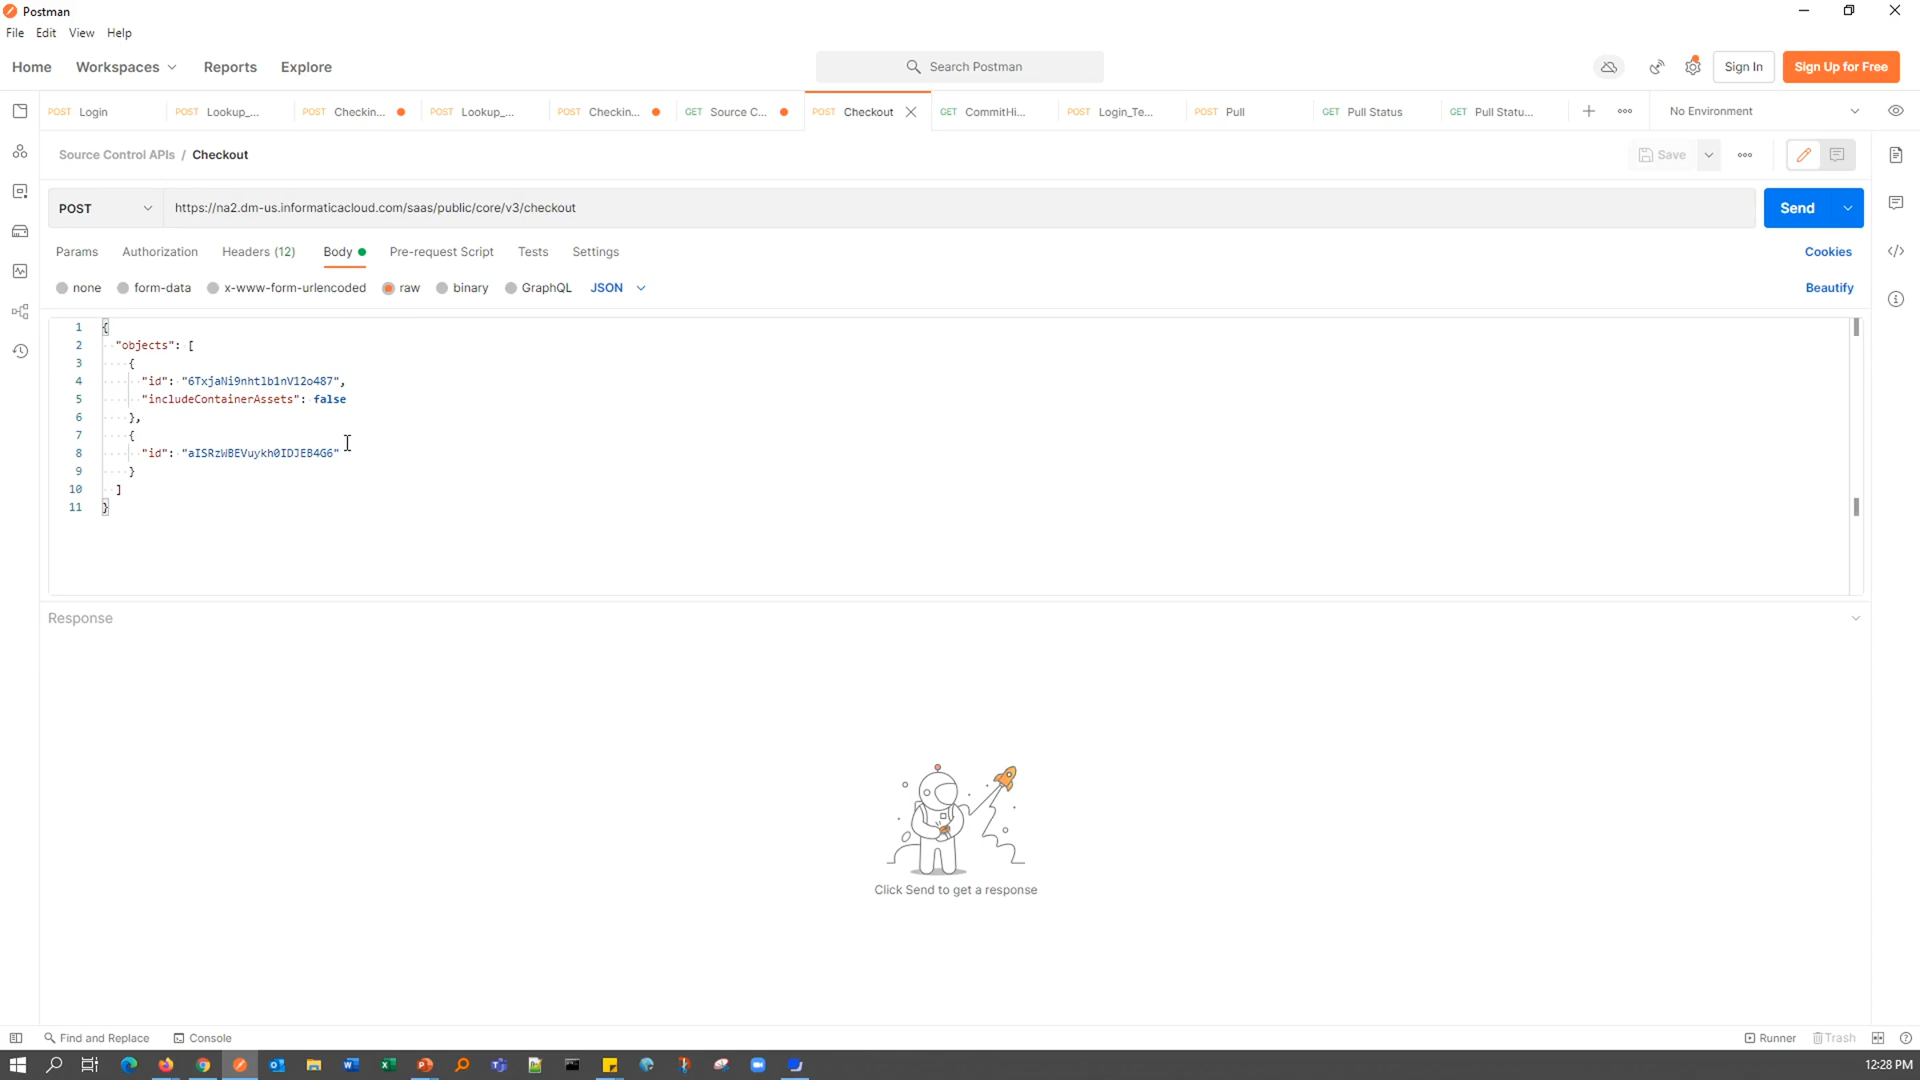 Postman
File Edit View Help
Home Workspaces Reports Explore Search Postman Sign In Sign Up for Free
POST Login POST Lookup_... POST Checkin... POST Lookup_... POST Checkin... GET Source C... POST Checkout GET CommitHi... POST Login_Te... POST Pull GET Pull Status GET Pull Statu... No Environment
Source Control APIs / Checkout Save
POST https://na2.dm-us.informaticacloud.com/saas/public/core/v3/checkout Send
Params Authorization Headers (12) Body Pre-request Script Tests Settings Cookies
none form-data x-www-form-urlencoded raw binary GraphQL JSON Beautify
1 {
2 "objects": [
3 {
4 "id": "6TxjaNi9nhtlb1nV12o487",
5 "includeContainerAssets": false
6 },
7 {
8 "id": "aISRzWBEVuykh0IDJEB4G6"
9 }
10 ]
11 }
Response
Click Send to get a response
Find and Replace Console Runner Trash
12:28 PM